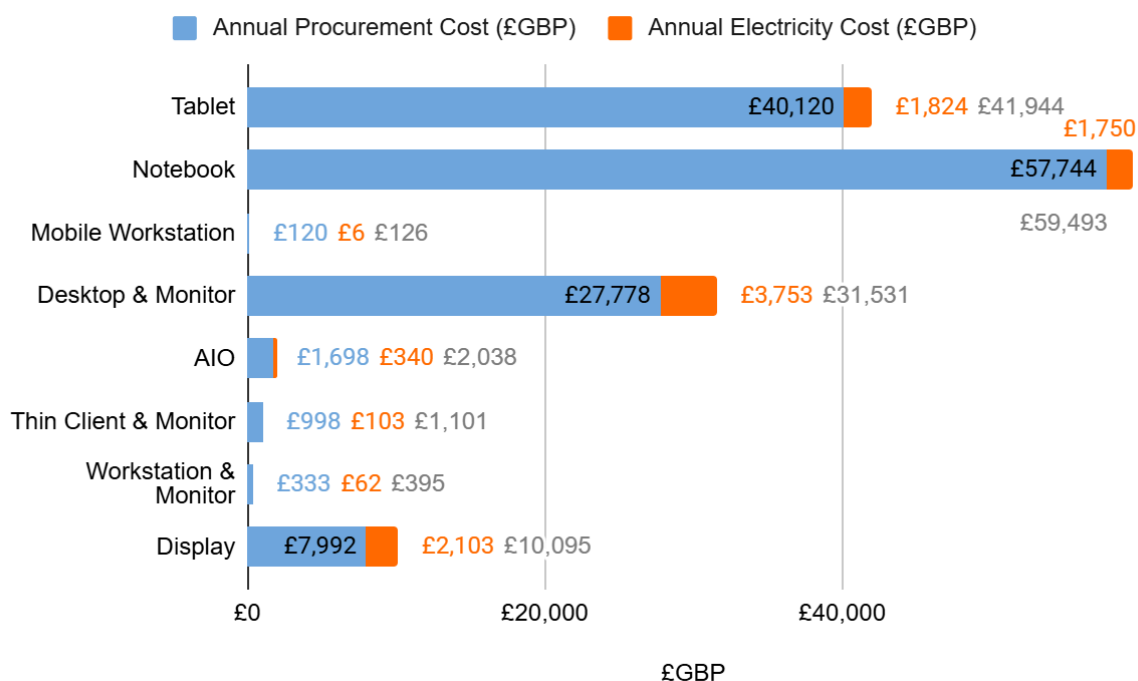 Annual Procurement Cost (£GBP) Annual Electricity Cost (£GBP)
Tablet £40,120 £1,824 £41,944
£1,750
Notebook £57,744
£59,493
Mobile Workstation £120 £6 £126
Desktop & Monitor £27,778 £3,753 £31,531
AIO £1,698 £340 £2,038
Thin Client & Monitor £998 £103 £1,101
Workstation &
Monitor £333 £62 £395
Display £7,992 £2,103 £10,095
£0 £20,000 £40,000
£GBP